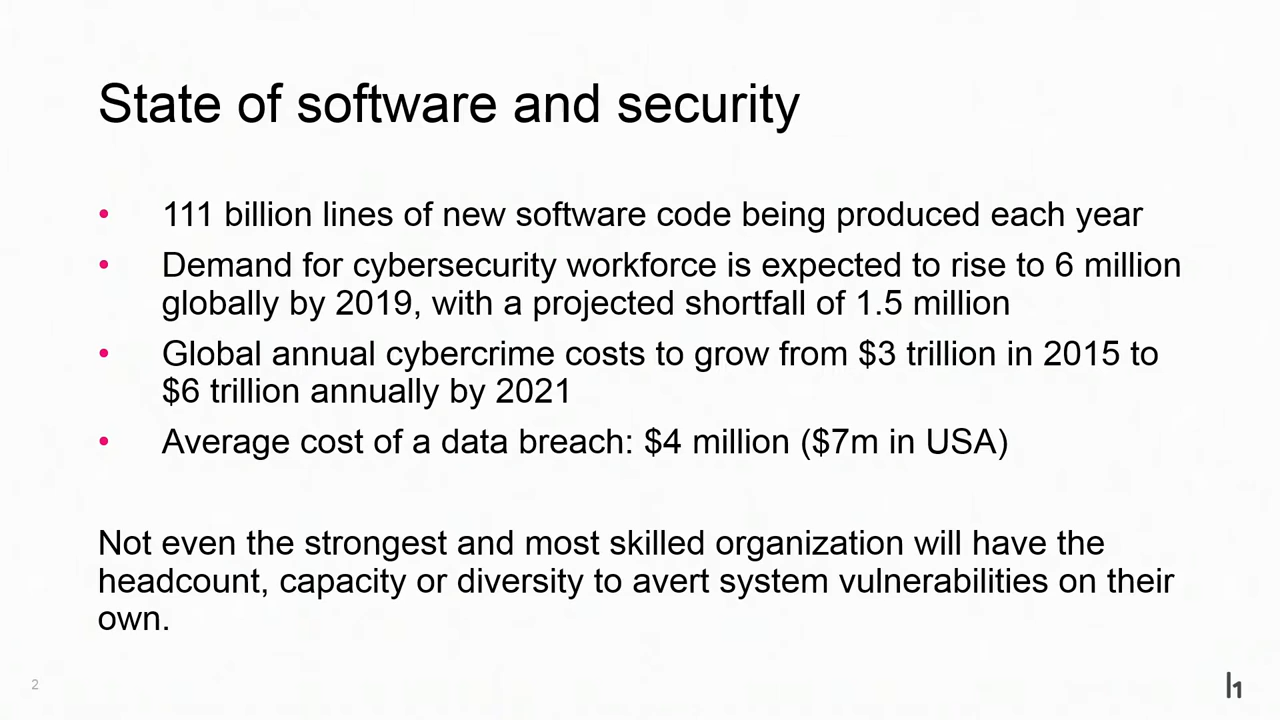 State of software and security
• 111 billion lines of new software code being produced each year
• Demand for cybersecurity workforce is expected to rise to 6 million
globally by 2019, with a projected shortfall of 1.5 million
• Global annual cybercrime costs to grow from $3 trillion in 2015 to
$6 trillion annually by 2021
• Average cost of a data breach: $4 million ($7m in USA)
Not even the strongest and most skilled organization will have the
headcount, capacity or diversity to avert system vulnerabilities on their
own.
2
l1